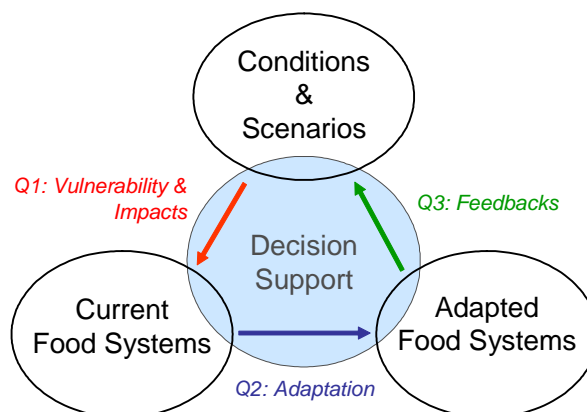 Conditions
&
Scenarios
Q1: Vulnerability &
Impacts
Q3: Feedbacks
Decision
Support
Current
Food Systems
Adapted
Food Systems
Q2: Adaptation